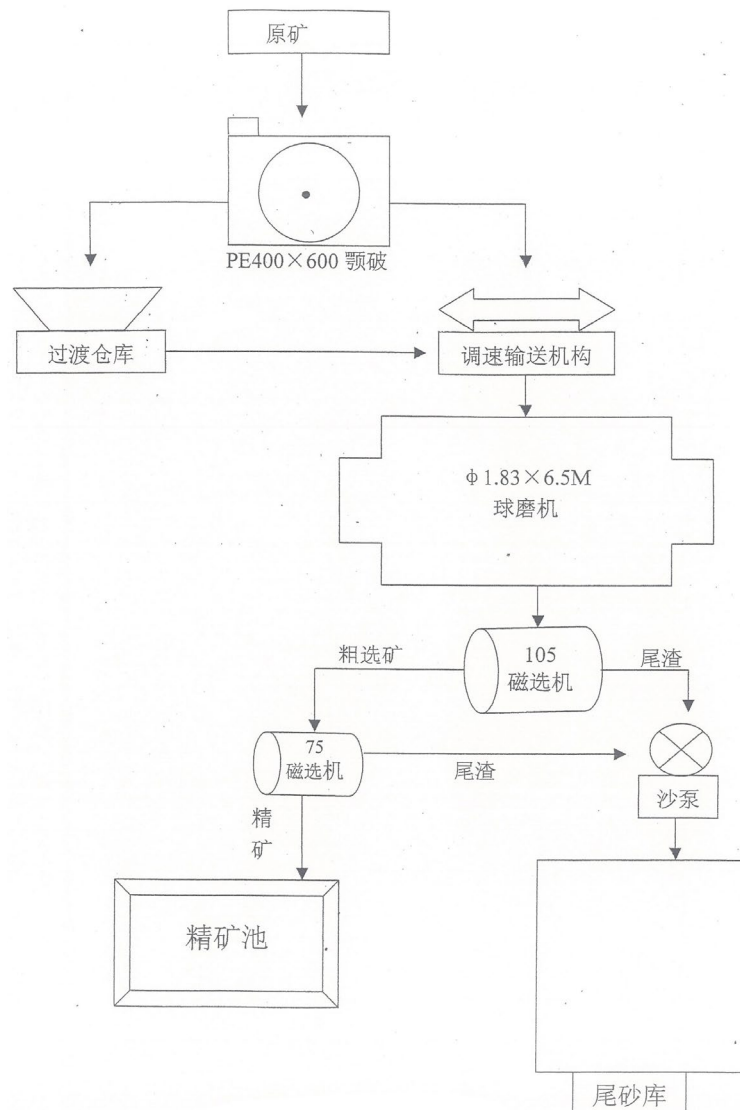 原矿
PE400×600 颚破
过渡仓库
调速输送机构
φ1.83×6.5M
球磨机
粗选矿
105
磁选机
尾渣
75
磁选机
尾渣
沙泵
精
矿
精矿池
尾砂库